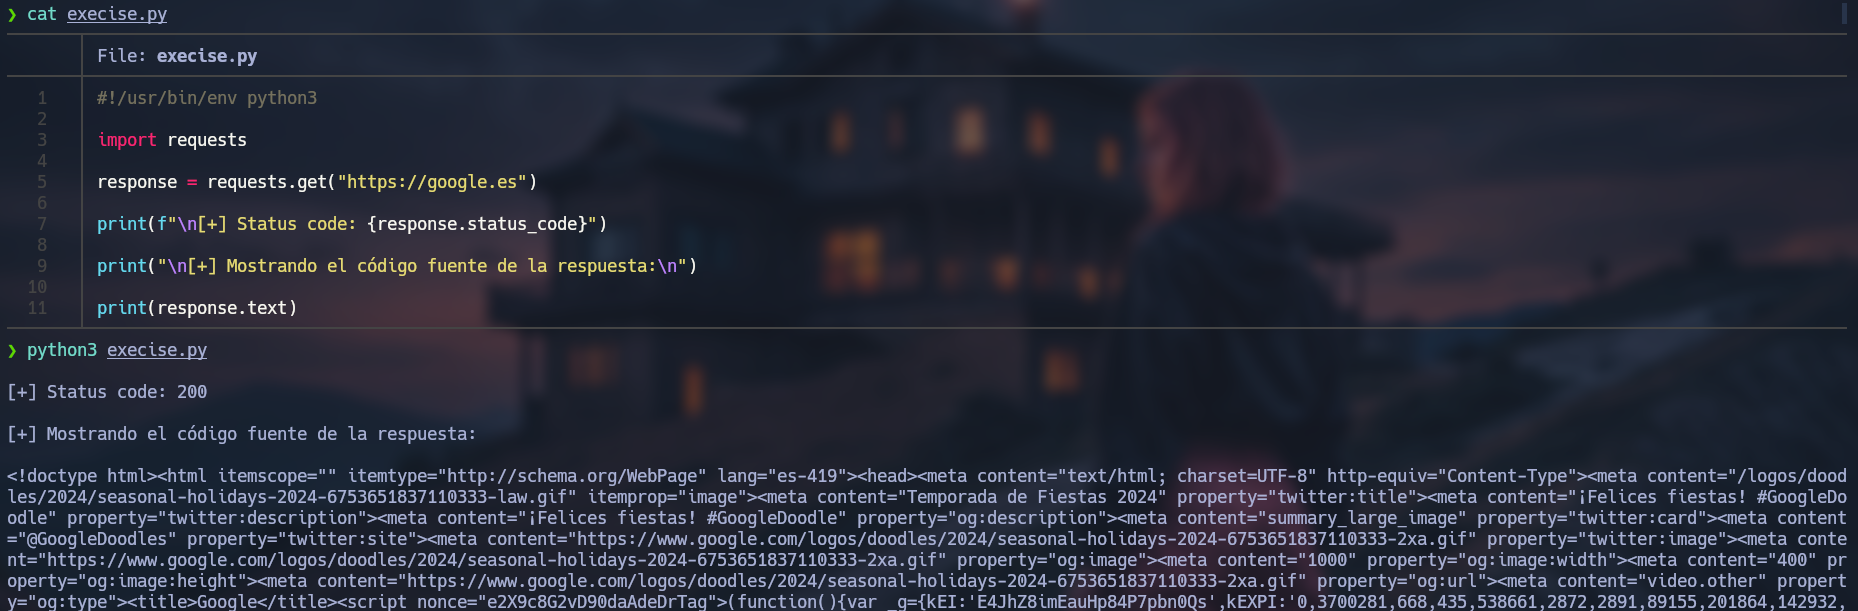 ❯ cat execise.py
File: execise.py
1 #!/usr/bin/env python3
2
3 import requests
4
5 response = requests.get("https://google.es")
6
7 print(f"\n[+] Status code: {response.status_code}")
8
9 print("\n[+] Mostrando el código fuente de la respuesta:\n")
10
11 print(response.text)
❯ python3 execise.py
[+] Status code: 200
[+] Mostrando el código fuente de la respuesta:
<!doctype html><html itemscope="" itemtype="http://schema.org/WebPage" lang="es-419"><head><meta content="text/html; charset=UTF-8" http-equiv="Content-Type"><meta content="/logos/dood
les/2024/seasonal-holidays-2024-6753651837110333-law.gif" itemprop="image"><meta content="Temporada de Fiestas 2024" property="twitter:title"><meta content="¡Felices fiestas! #GoogleDo
odle" property="twitter:description"><meta content="¡Felices fiestas! #GoogleDoodle" property="og:description"><meta content="summary_large_image" property="twitter:card"><meta content
="@GoogleDoodles" property="twitter:site"><meta content="https://www.google.com/logos/doodles/2024/seasonal-holidays-2024-6753651837110333-2xa.gif" property="twitter:image"><meta conte
nt="https://www.google.com/logos/doodles/2024/seasonal-holidays-2024-6753651837110333-2xa.gif" property="og:image"><meta content="1000" property="og:image:width"><meta content="400" pr
operty="og:image:height"><meta content="https://www.google.com/logos/doodles/2024/seasonal-holidays-2024-6753651837110333-2xa.gif" property="og:url"><meta content="video.other" propert
y="og:type"><title>Google</title><script nonce="e2X9c8G2vD90daAdeDrTag">(function(){var _g={kEI:'E4JhZ8imEauHp84P7pbn0Qs',kEXPI:'0,3700281,668,435,538661,2872,2891,89155,201864,142932,